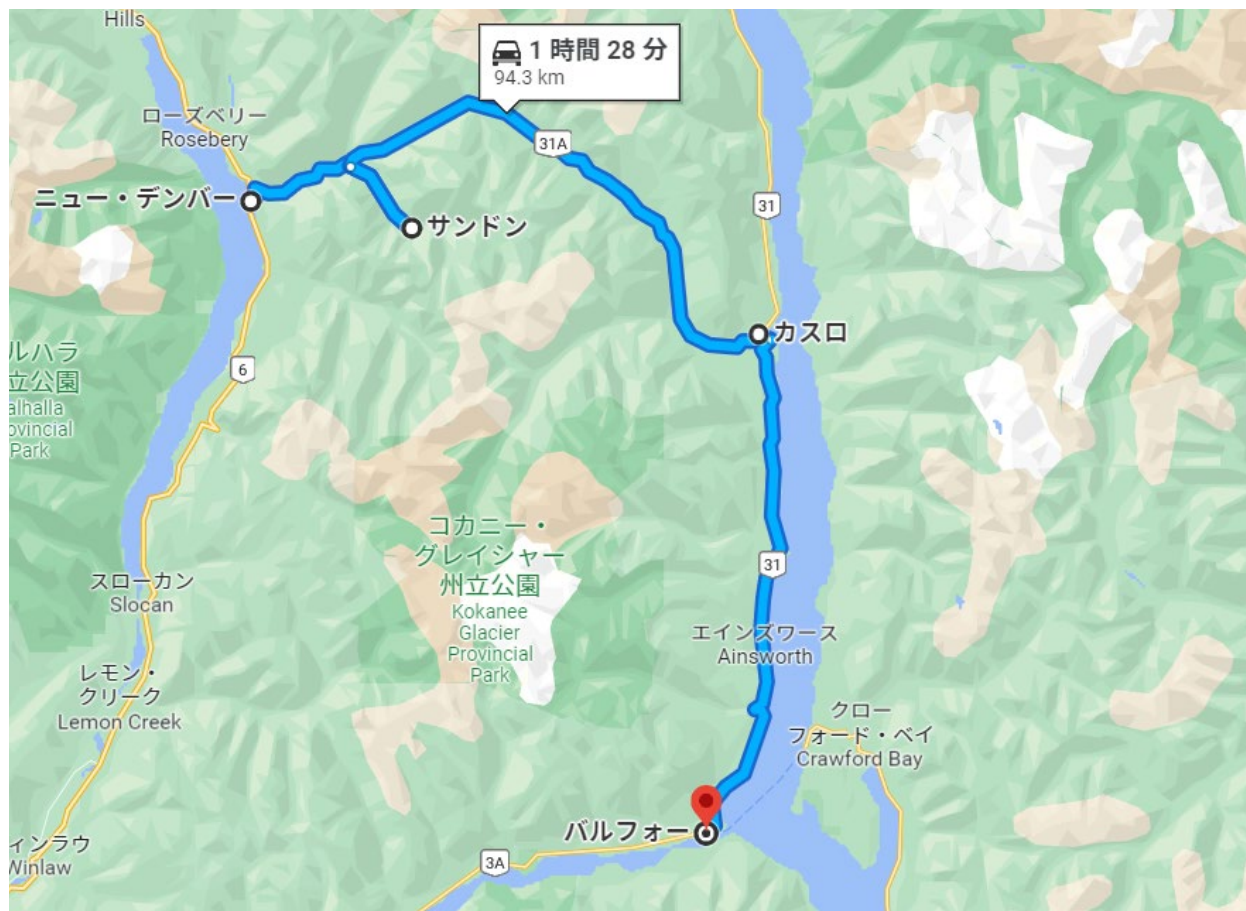 Hills
1 時間 28 分
94.3 km
ローズベリー
Rosebery
31A
ニュー・デンバー
31
サンドン
カスロ
ルハラ
立公園
alhalla
ovincial
Park
6
コカニー・
グレイシャー
州立公園
Kokanee
Glacier
Provincial
Park
31
スローカン
Slocan
エインズワース
Ainsworth
レモン・
クリーク
Lemon Creek
クロー
フォード・ベイ
Crawford Bay
バルフォー
ィンラウ
Winlaw
3A